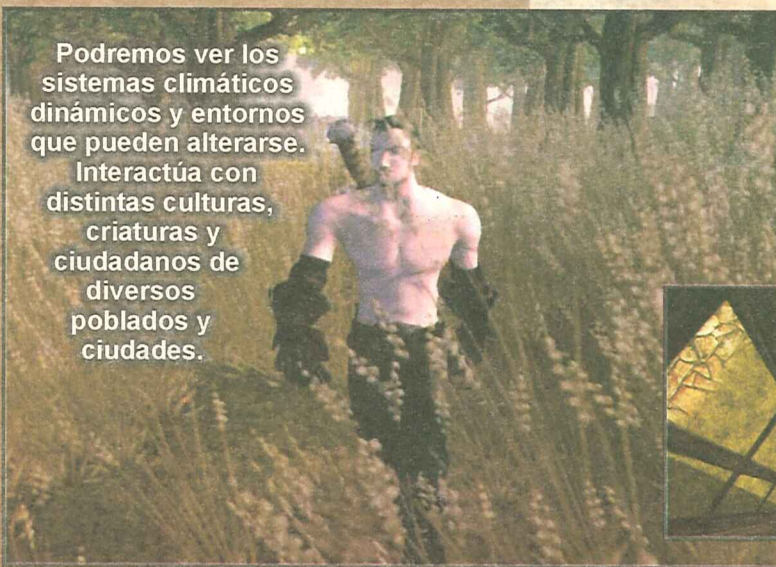 Podremos ver los
sistemas climáticos
dinámicos y entornos
que pueden alterarse.
Interactúa con
distintas culturas,
criaturas y
ciudadanos de
diversos
poblados y
ciudades.